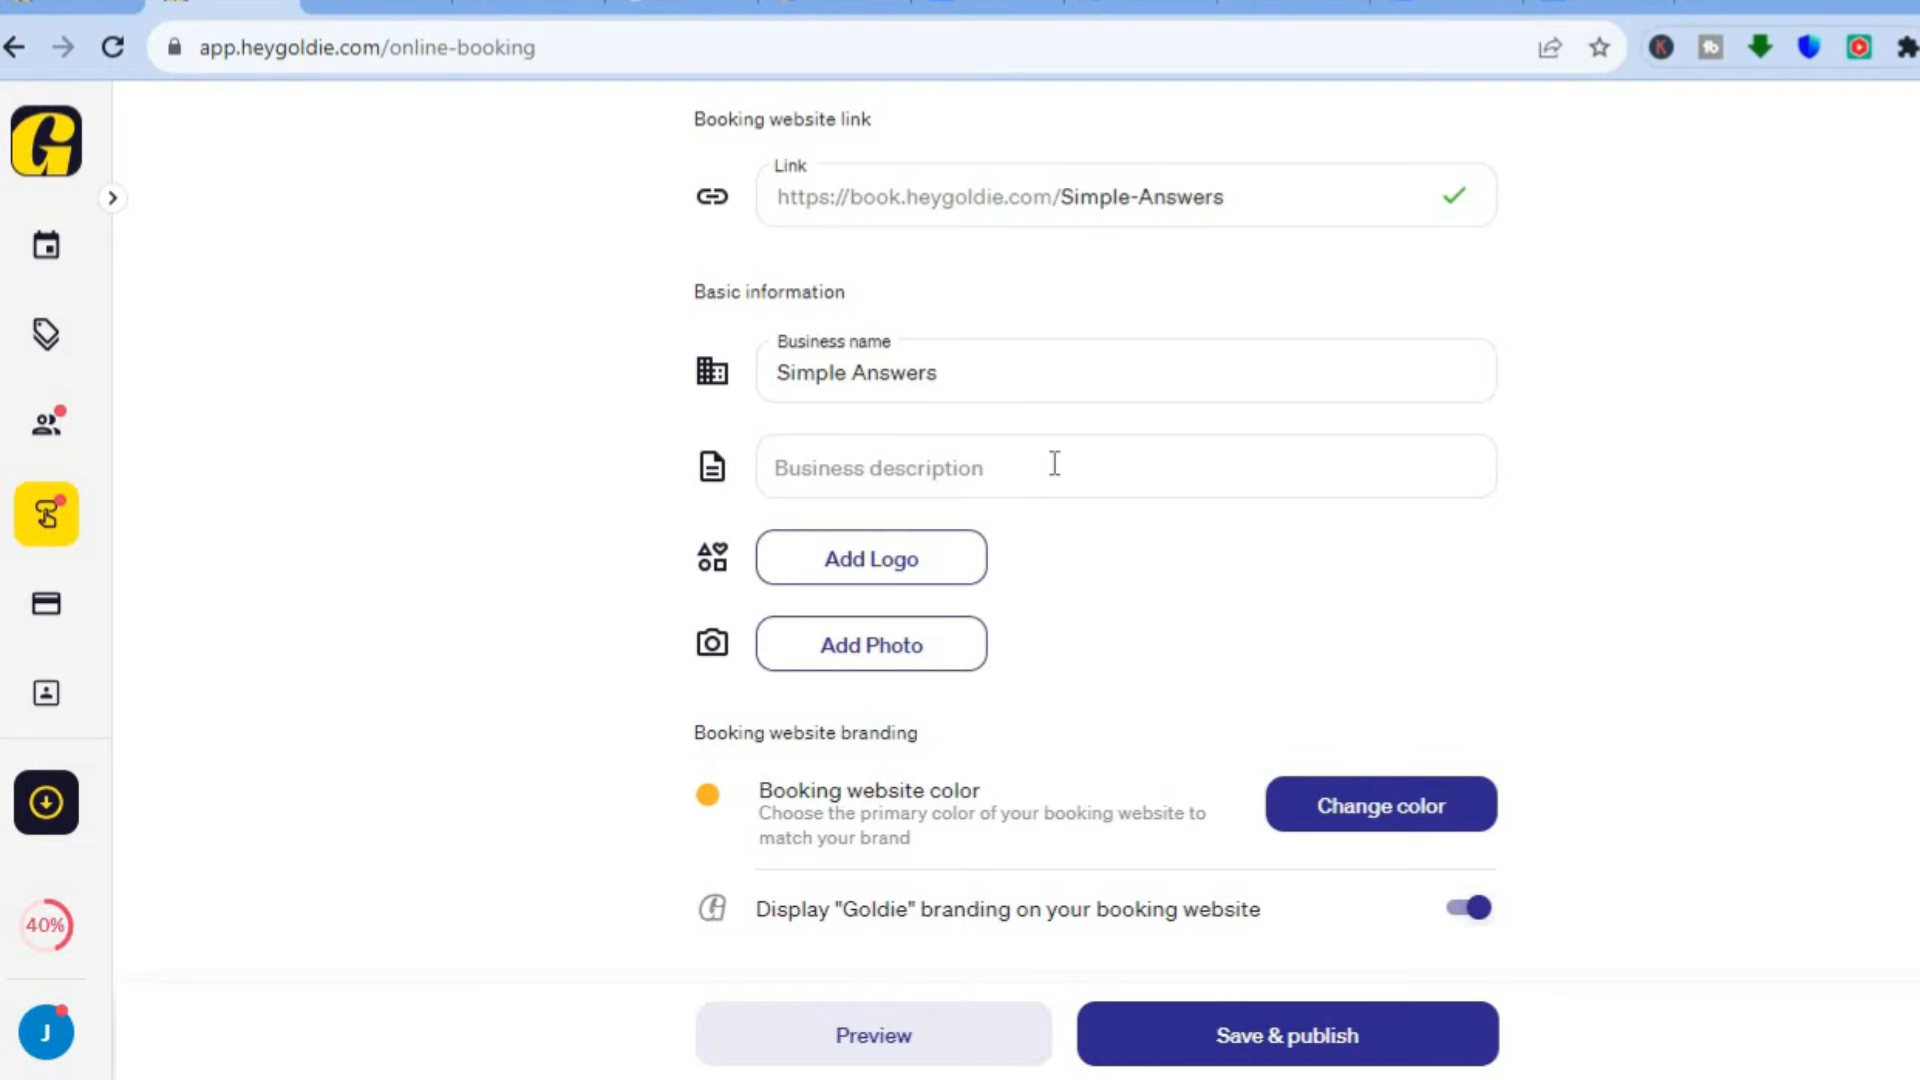 app.heygoldie.com/online-booking
Booking website link
Link
https://book.heygoldie.com/Simple-Answers
Basic information
Business name
Simple Answers
Business description
Add Logo
Add Photo
Booking website branding
Booking website color
Choose the primary color of your booking website to
match your brand
Change color
Display "Goldie" branding on your booking website
40%
J
Preview
Save & publish